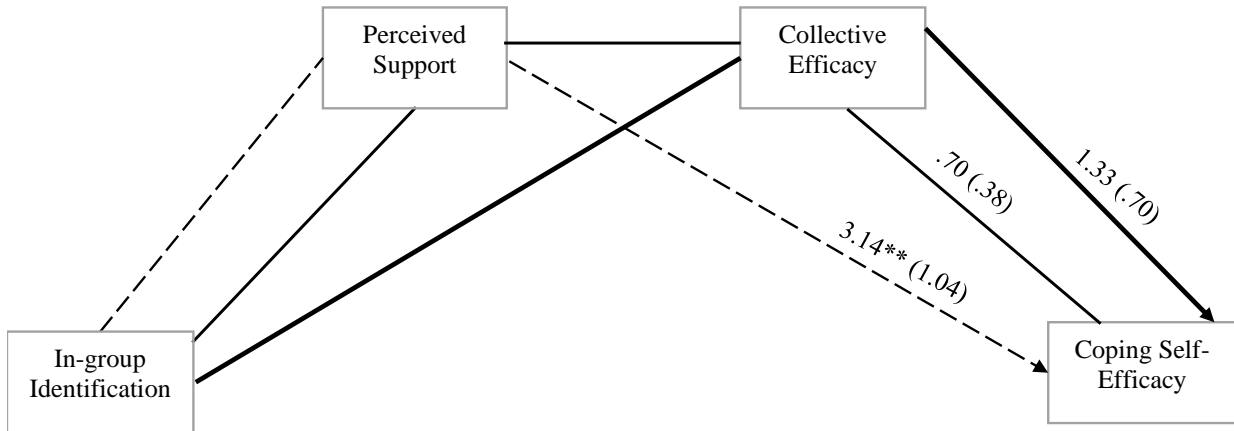 Perceived
Support
Collective
Efficacy
1.33 (.70)
.70 (.38)
3.14** (1.04)
In-group
Identification
Coping Self-
Efficacy